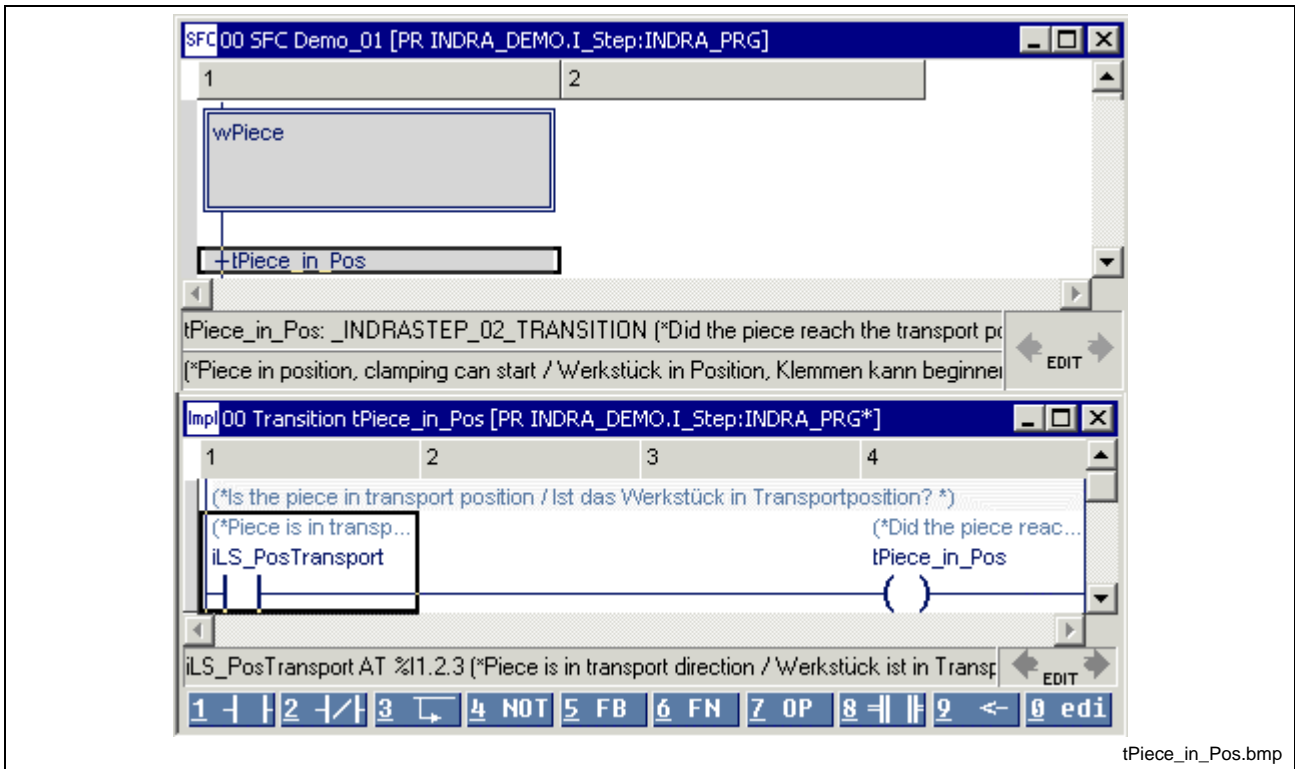 SFC 00 SFC Demo_01 [PR INDRA_DEMO.I_Step:INDRA_PRG]
1 2
wPiece
tPiece_in_Pos
tPiece_in_Pos: _INDRASTEP_02_TRANSITION (*Did the piece reach the transport po
EDIT
(*Piece in position, clamping can start / Werkstück in Position, Klemmen kann beginnen
Impl 00 Transition tPiece_in_Pos [PR INDRA_DEMO.I_Step:INDRA_PRG*]
1 2 3 4
(*Is the piece in transport position / Ist das Werkstück in Transportposition? *)
(*Piece is in transp... (*Did the piece reac...
iLS_PosTransport tPiece_in_Pos
iLS_PosTransport AT %I1.2.3 (*Piece is in transport direction / Werkstück ist in Transp
EDIT
1 2 3 4 NOT 5 FB 6 FN 7 OP 8 9 <- 0 edi
tPiece_in_Pos.bmp